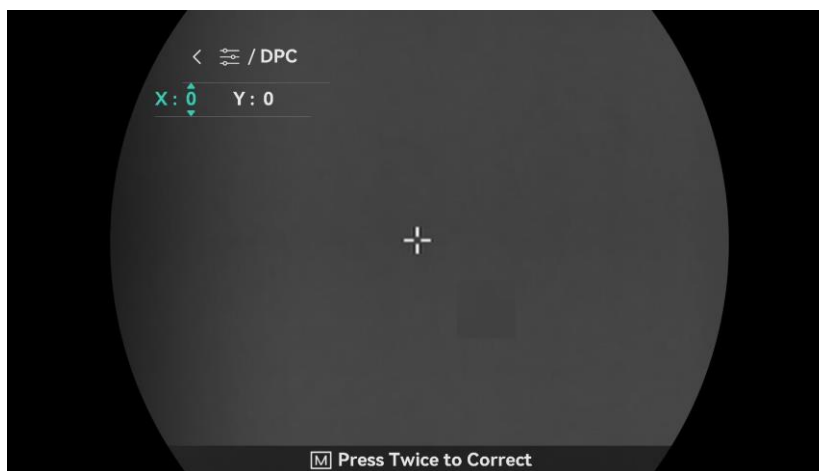 / DPC
X: 0 Y: 0
M Press Twice to Correct